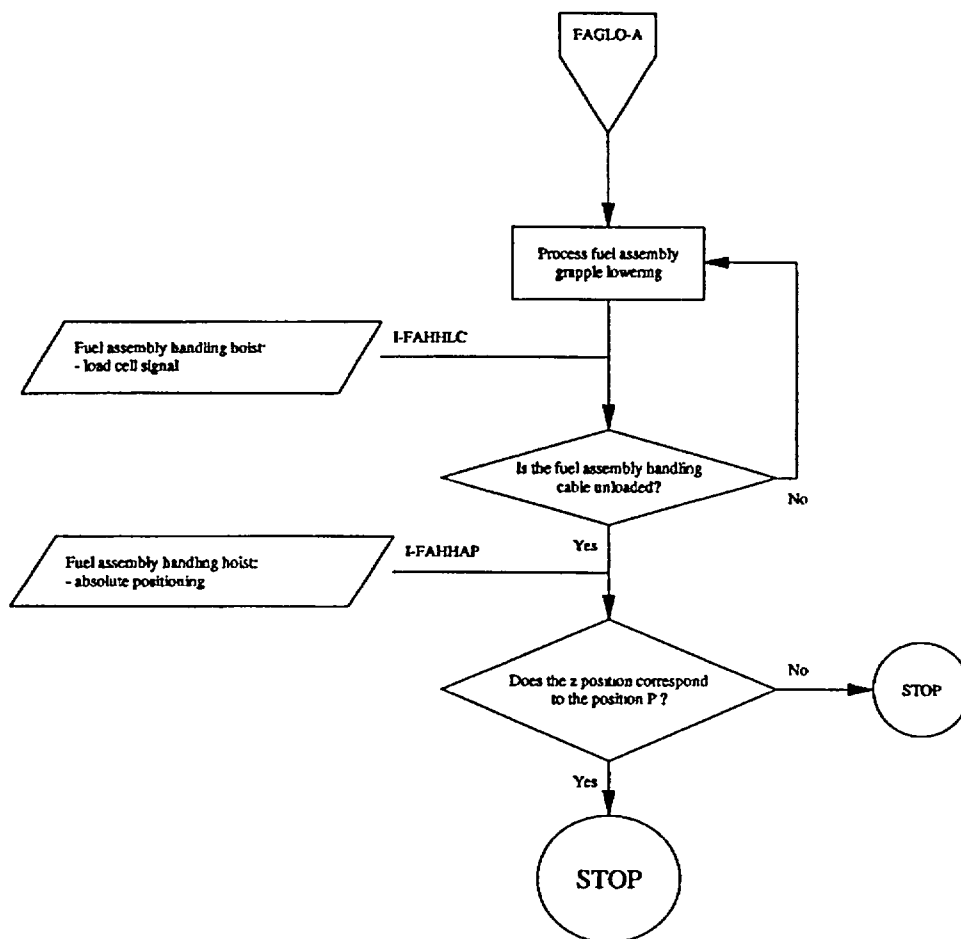 FAGLO-A
Process fuel assembly
grapple lowering
I-FAHHLC
Fuel assembly handling hoist:
- load cell signal
Is the fuel assembly handling
cable unloaded?
No
Yes
I-FAHHAP
Fuel assembly handling hoist:
- absolute positioning
Does the z position correspond
to the position P ?
No
STOP
Yes
STOP